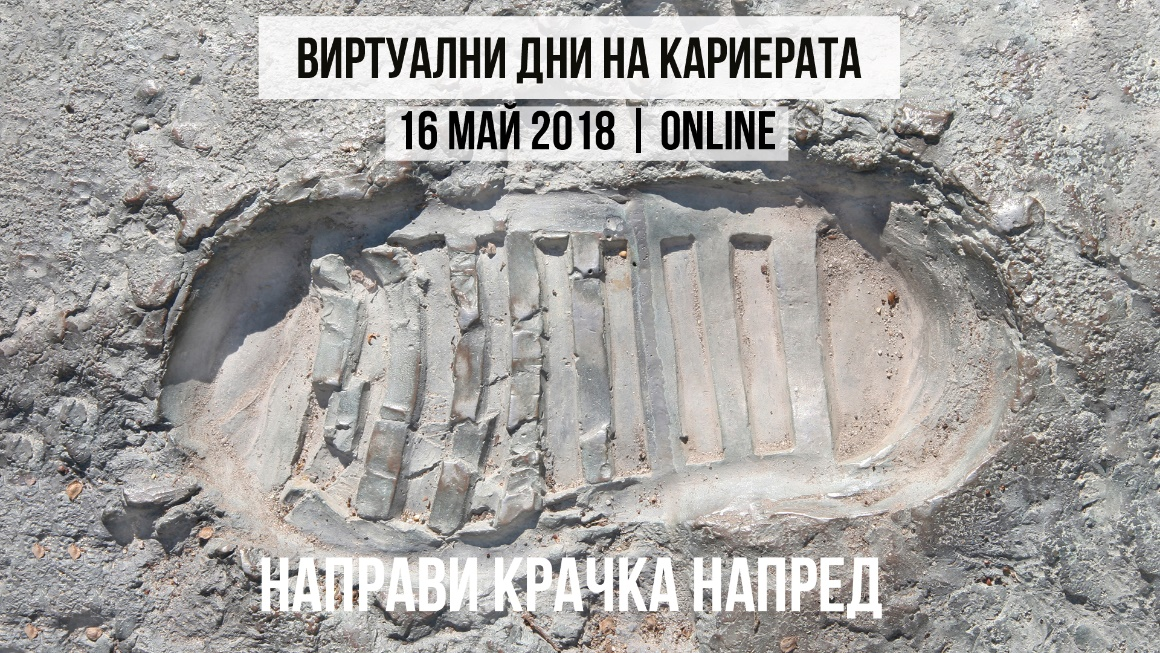 ВИРТУАЛНИ ДНИ НА КАРИЕРАТА
16 МАЙ 2018 | ONLINE
НАПРАВИ КРАЧКА НАПРЕД